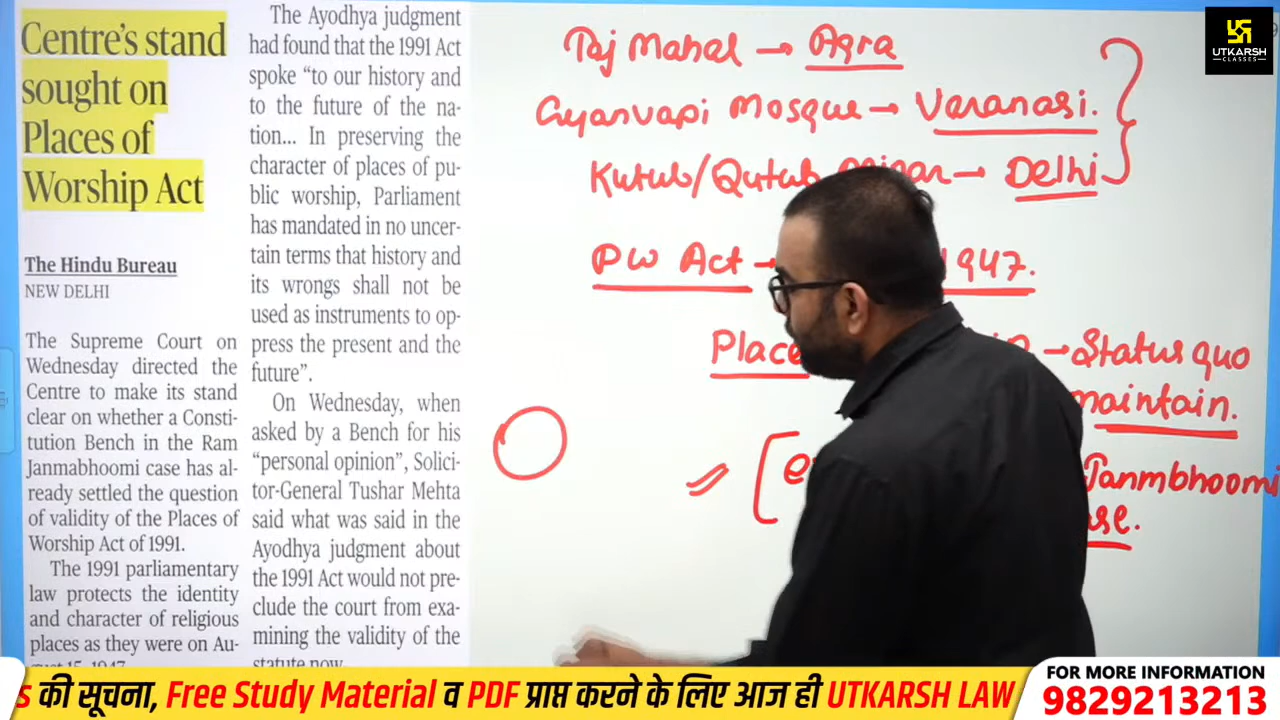 Centre's stand
sought on
Places of
Worship Act
The Hindu Bureau
NEW DELHI
The Supreme Court on
Wednesday directed the
Centre to make its stand
clear on whether a Consti-
tution Bench in the Ram
Janmabhoomi case has al-
ready settled the question
of validity of the Places of
Worship Act of 1991.
The 1991 parliamentary
law protects the identity
and character of religious
places as they were on Au-
gust 15, 1947
The Ayodhya judgment
had found that the 1991 Act
spoke “to our history and
to the future of the na-
tion... In preserving the
character of places of pu-
blic worship, Parliament
has mandated in no uncer-
tain terms that history and
its wrongs shall not be
used as instruments to op-
press the present and the
future”.
On Wednesday, when
asked by a Bench for his
“personal opinion”, Solici-
tor-General Tushar Mehta
said what was said in the
Ayodhya judgment about
the 1991 Act would not pre-
clude the court from exa-
mining the validity of the
statute now.
Taj Mahal → Agra
Gyanvapi Mosque → Varanasi.
Kutub/Qutub Minar → Delhi
PW Act → 1947.
Place → Status quo
maintain.
Janmbhoomi
UTKARSH
CLASSES
की सूचना, Free Study Material व PDF प्राप्त करने के लिए आज ही UTKARSH LAW
FOR MORE INFORMATION
9829213213